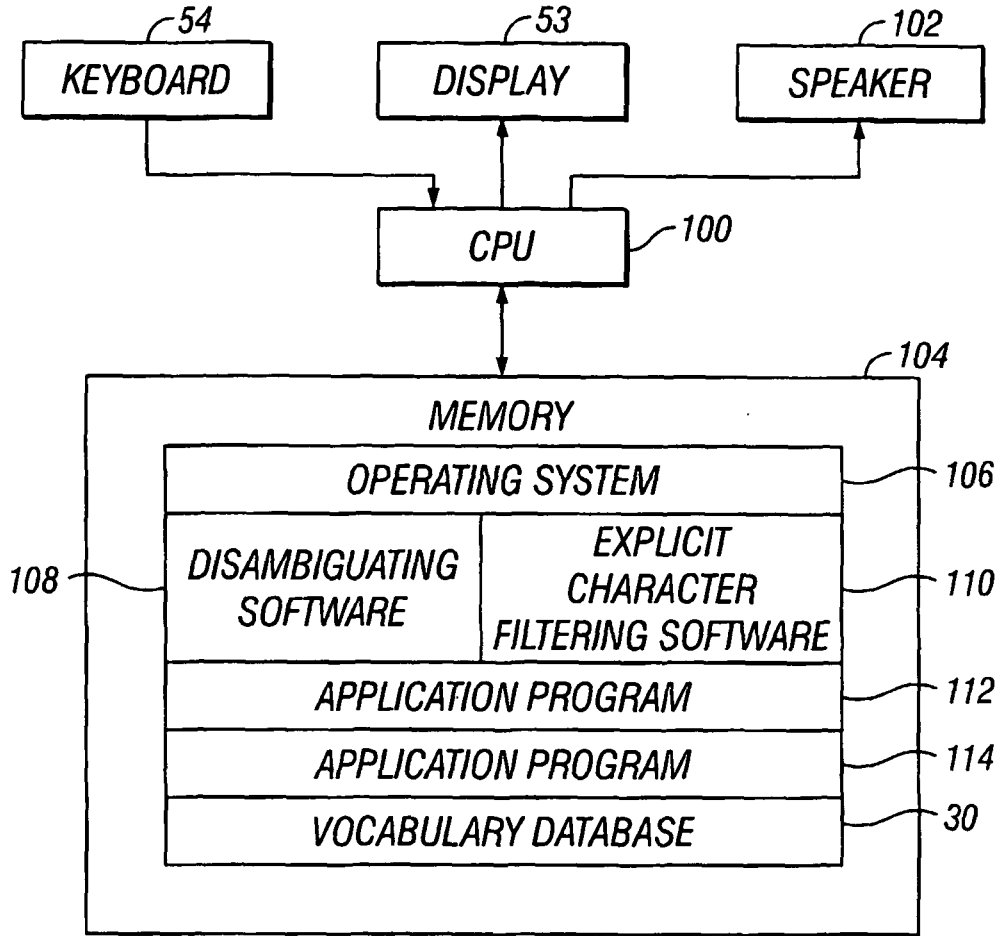 54
53
102
KEYBOARD
DISPLAY
SPEAKER
CPU
100
104
MEMORY
OPERATING SYSTEM
106
108
DISAMBIGUATING
SOFTWARE
EXPLICIT
CHARACTER
FILTERING SOFTWARE
110
APPLICATION PROGRAM
112
APPLICATION PROGRAM
114
VOCABULARY DATABASE
30